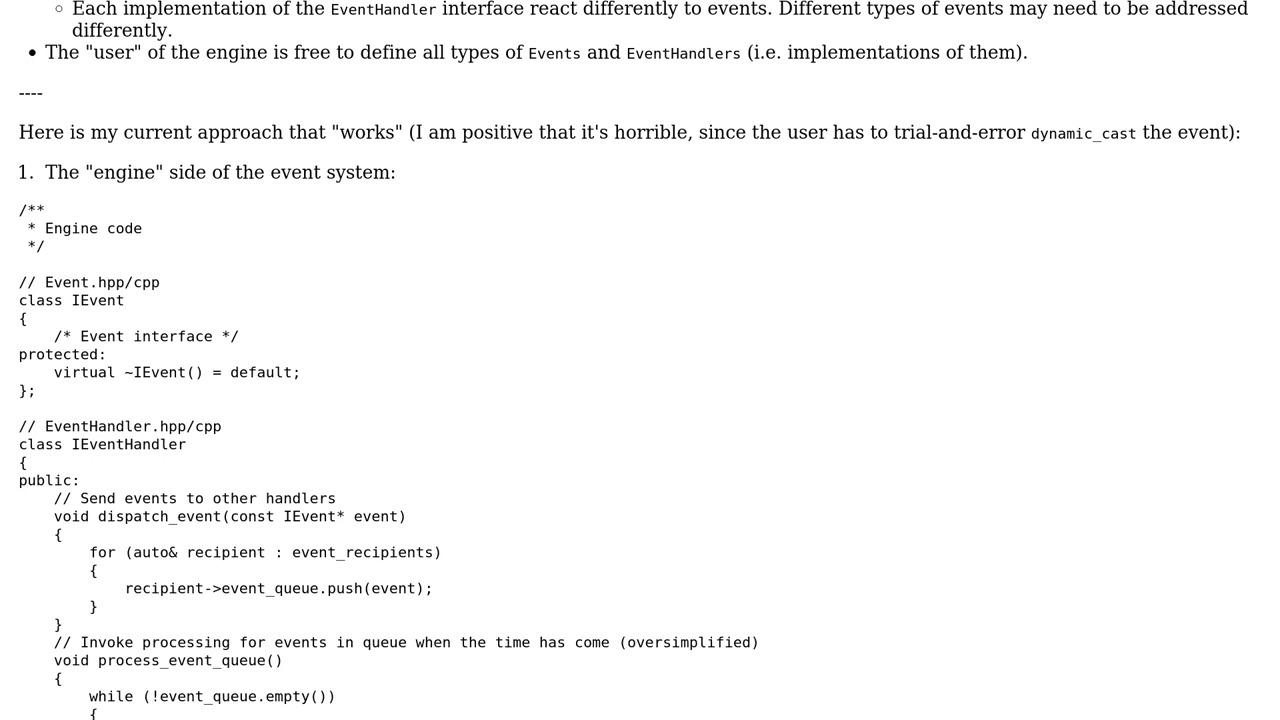 ◦ Each implementation of the EventHandler interface react differently to events. Different types of events may need to be addressed
differently.
• The "user" of the engine is free to define all types of Events and EventHandlers (i.e. implementations of them).
----
Here is my current approach that "works" (I am positive that it's horrible, since the user has to trial-and-error dynamic_cast the event):
1. The "engine" side of the event system:
/**
 * Engine code
 */
// Event.hpp/cpp
class IEvent
{
    /* Event interface */
protected:
    virtual ~IEvent() = default;
};
// EventHandler.hpp/cpp
class IEventHandler
{
public:
    // Send events to other handlers
    void dispatch_event(const IEvent* event)
    {
        for (auto& recipient : event_recipients)
        {
            recipient->event_queue.push(event);
        }
    }
    // Invoke processing for events in queue when the time has come (oversimplified)
    void process_event_queue()
    {
        while (!event_queue.empty())
        {